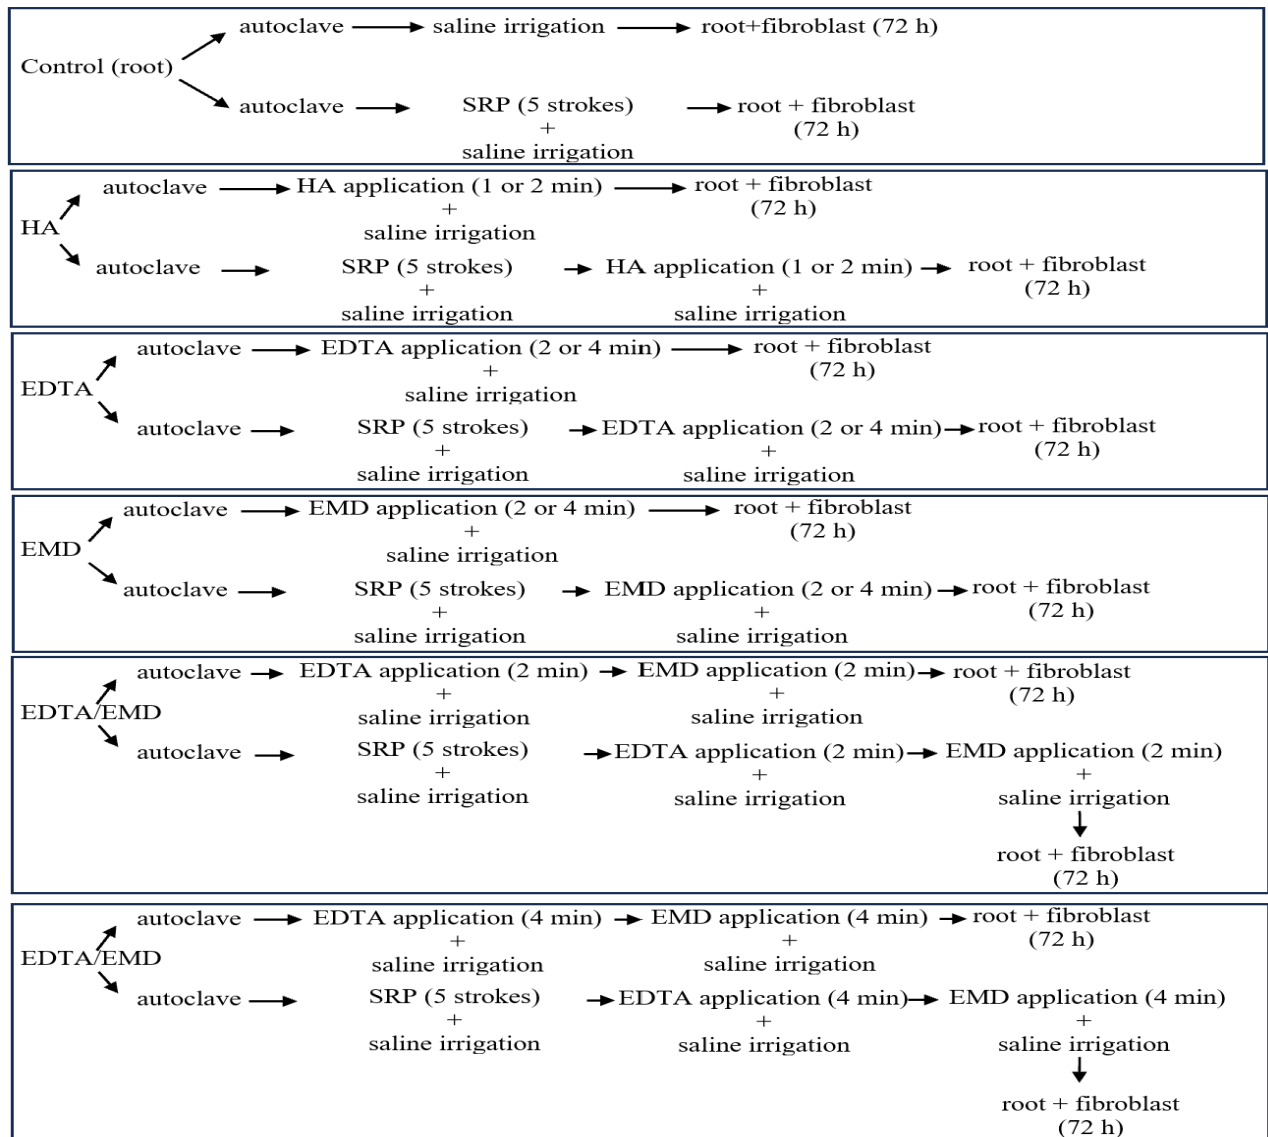 autoclave saline irrigation root+fibroblast (72 h)
Control (root)
autoclave SRP (5 strokes) root + fibroblast
+ (72 h)
saline irrigation
autoclave HA application (1 or 2 min) root + fibroblast
+ (72 h)
HA
saline irrigation
autoclave SRP (5 strokes) HA application (1 or 2 min) root + fibroblast
+ + (72 h)
saline irrigation saline irrigation
autoclave EDTA application (2 or 4 min) root + fibroblast
+ (72 h)
EDTA
saline irrigation
autoclave SRP (5 strokes) EDTA application (2 or 4 min) root + fibroblast
+ + (72 h)
saline irrigation saline irrigation
autoclave EMD application (2 or 4 min) root + fibroblast
+ (72 h)
EMD
saline irrigation
autoclave SRP (5 strokes) EMD application (2 or 4 min) root + fibroblast
+ + (72 h)
saline irrigation saline irrigation
autoclave EDTA application (2 min) EMD application (2 min) root + fibroblast
+ + (72 h)
EDTA/EMD
saline irrigation saline irrigation
autoclave SRP (5 strokes) EDTA application (2 min) EMD application (2 min)
+ + +
saline irrigation saline irrigation saline irrigation
root + fibroblast
(72 h)
autoclave EDTA application (4 min) EMD application (4 min) root + fibroblast
+ + (72 h)
EDTA/EMD
saline irrigation saline irrigation
autoclave SRP (5 strokes) EDTA application (4 min) EMD application (4 min)
+ + +
saline irrigation saline irrigation saline irrigation
root + fibroblast
(72 h)